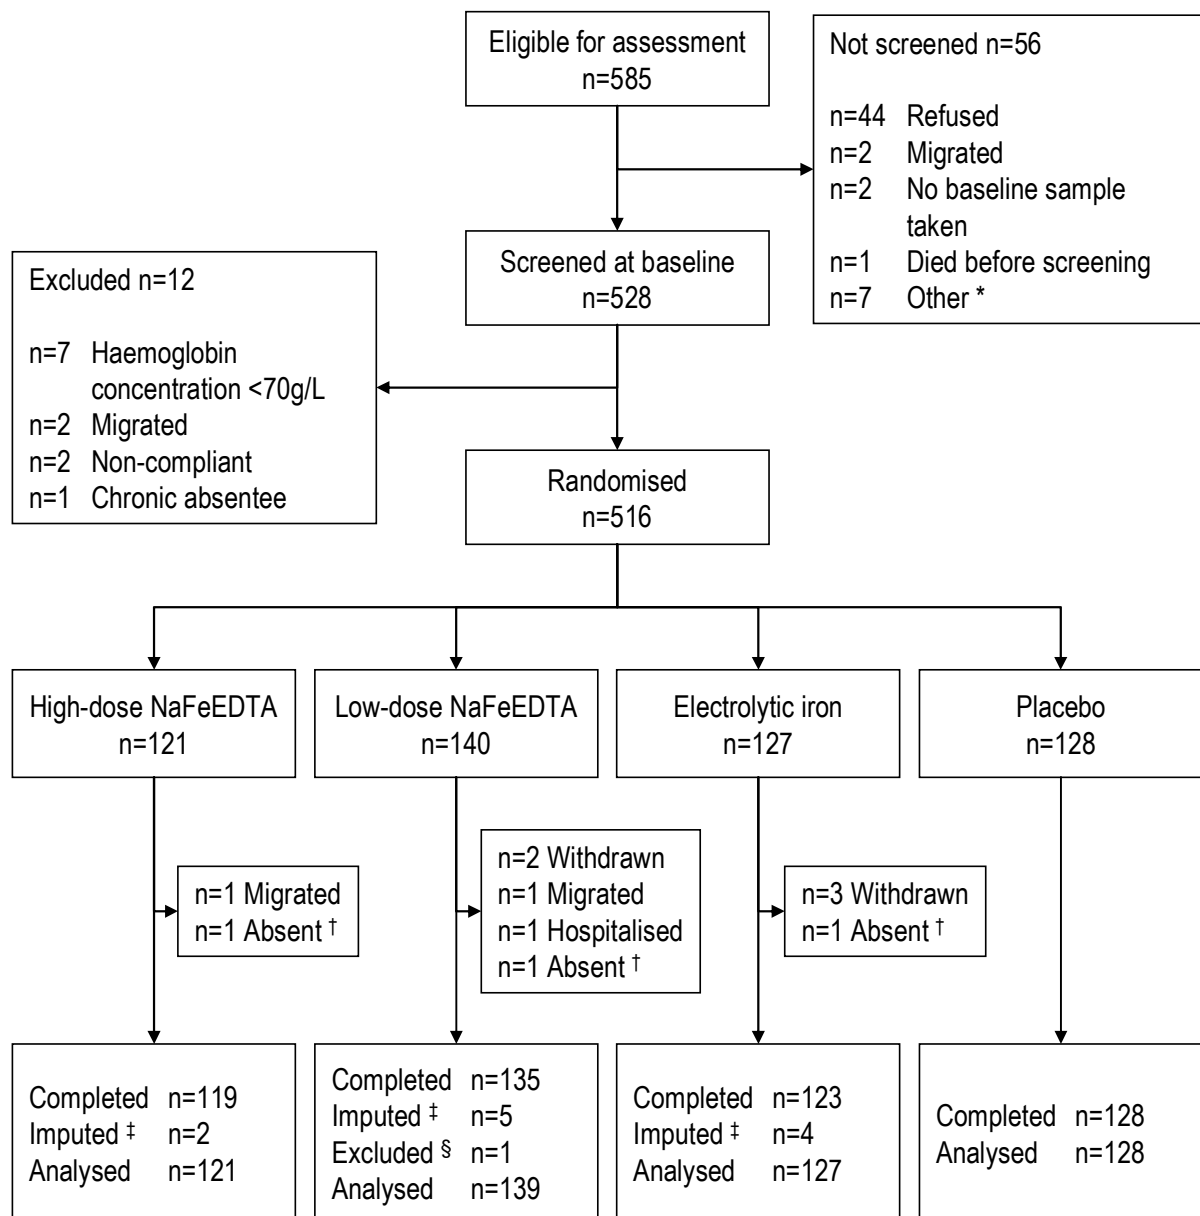 Eligible for assessment
n=585
Not screened n=56
n=44 Refused
n=2 Migrated
n=2 No baseline sample
taken
n=1 Died before screening
n=7 Other *
Screened at baseline
n=528
Excluded n=12
n=7 Haemoglobin
concentration <70g/L
n=2 Migrated
n=2 Non-compliant
n=1 Chronic absentee
Randomised
n=516
High-dose NaFeEDTA
n=121
Low-dose NaFeEDTA
n=140
Electrolytic iron
n=127
Placebo
n=128
n=1 Migrated
n=1 Absent †
n=2 Withdrawn
n=1 Migrated
n=1 Hospitalised
n=1 Absent †
n=3 Withdrawn
n=1 Absent †
Completed n=119
Imputed ‡ n=2
Analysed n=121
Completed n=135
Imputed ‡ n=5
Excluded § n=1
Analysed n=139
Completed n=123
Imputed ‡ n=4
Analysed n=127
Completed n=128
Analysed n=128